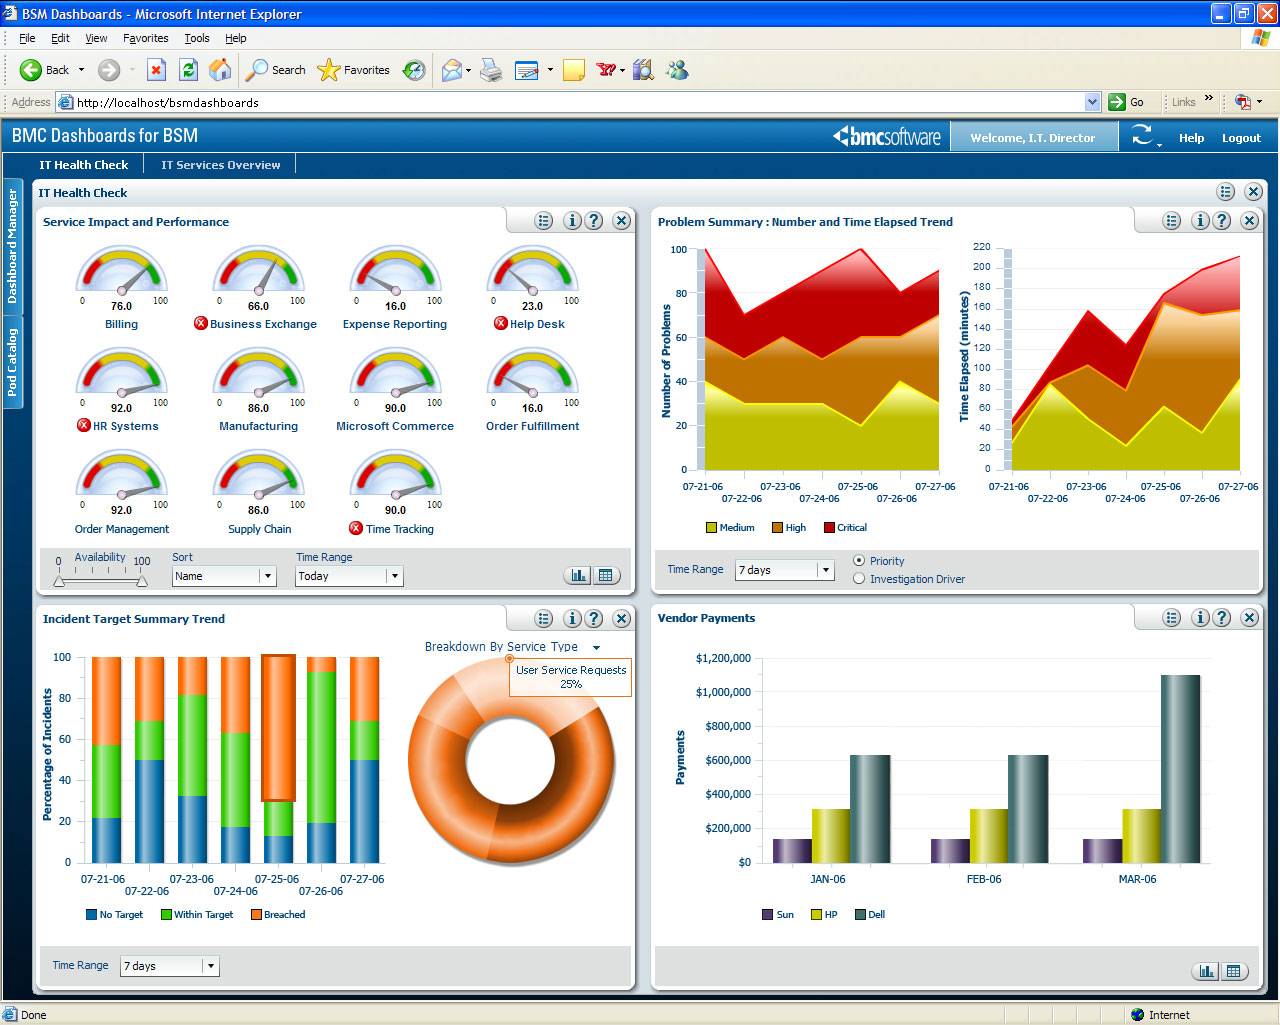 BSM Dashboards - Microsoft Internet Explorer
File Edit View Favorites Tools Help
Back Search Favorites
Address http://localhost/bsmdashboards Go Links »
BMC Dashboards for BSM
bmcsoftware
Welcome, I.T. Director
Help Logout
IT Health Check IT Services Overview
Dashboard Manager
Pod Catalog
IT Health Check
Service Impact and Performance
0 100 0 100 0 100 0 100
76.0 66.0 16.0 23.0
Billing Business Exchange Expense Reporting Help Desk
0 100 0 100 0 100 0 100
92.0 86.0 90.0 16.0
HR Systems Manufacturing Microsoft Commerce Order Fulfillment
0 100 0 100 0 100
92.0 86.0 90.0
Order Management Supply Chain Time Tracking
0 Availability 100
Sort
Name
Time Range
Today
Problem Summary : Number and Time Elapsed Trend
Number of Problems
100
80
60
40
20
0
07-21-06 07-23-06 07-25-06 07-27-06
07-22-06 07-24-06 07-26-06
Time Elapsed (minutes)
220
200
180
160
140
120
100
80
60
40
20
0
07-21-06 07-23-06 07-25-06 07-27-06
07-22-06 07-24-06 07-26-06
Medium High Critical
Time Range 7 days
Priority
Investigation Driver
Incident Target Summary Trend
Percentage of Incidents
100
80
60
40
20
0
07-21-06 07-23-06 07-25-06 07-27-06
07-22-06 07-24-06 07-26-06
No Target Within Target Breached
Breakdown By Service Type
User Service Requests
25%
Time Range 7 days
Vendor Payments
Payments
$1,200,000
$1,000,000
$800,000
$600,000
$400,000
$200,000
$0
JAN-06 FEB-06 MAR-06
Sun HP Dell
Done Internet